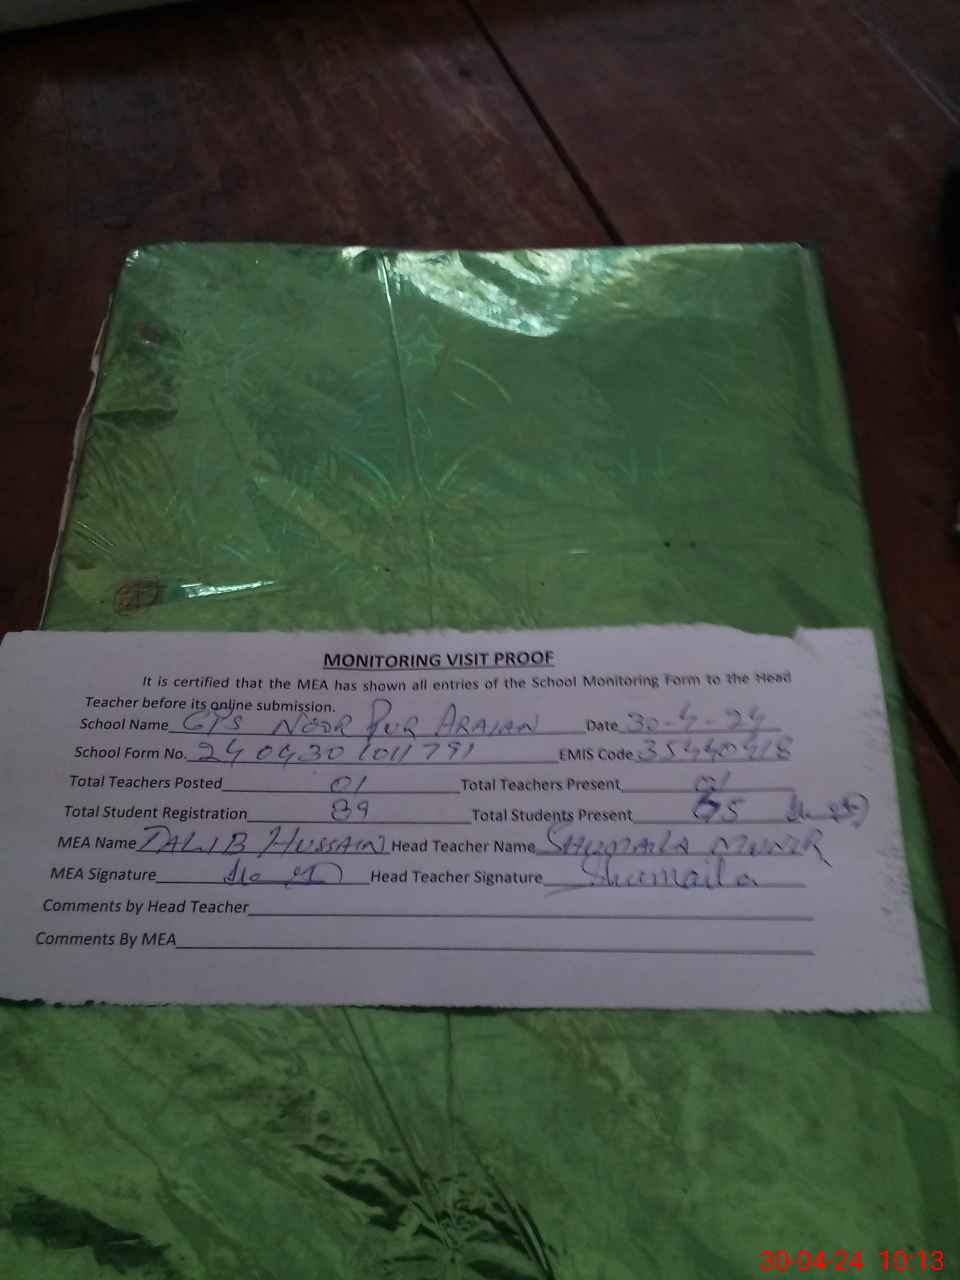 MONITORING VISIT PROOF
It is certified that the MEA has shown all entries of the School Monitoring Form to the Head
Teacher before its online submission.
School Name GPS NOOR PUR ARAIAN Date 30-4-24
School Form No. 240430 1011791 EMIS Code 35440418
Total Teachers Posted 01 Total Teachers Present 01
Total Student Registration 89 Total Students Present
MEA Name TALIB HUSSAIN Head Teacher Name SHUMAILA MUNIR
MEA Signature Head Teacher Signature Shumaila
Comments by Head Teacher
Comments By MEA
30-04-24 10:13